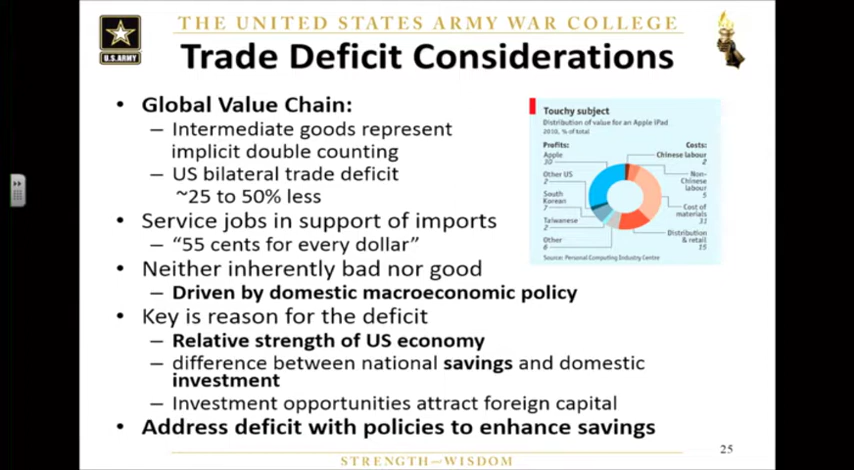 THE UNITED STATES ARMY WAR COLLEGE
U.S.ARMY
Trade Deficit Considerations
• Global Value Chain:
– Intermediate goods represent
implicit double counting
– US bilateral trade deficit
~25 to 50% less
• Service jobs in support of imports
– “55 cents for every dollar”
• Neither inherently bad nor good
– Driven by domestic macroeconomic policy
• Key is reason for the deficit
– Relative strength of US economy
– difference between national savings and domestic
investment
– Investment opportunities attract foreign capital
• Address deficit with policies to enhance savings
Touchy subject
Distribution of value for an Apple iPad
2010, % of total
Profits:
Apple
30
Other US
2
South
Korean
7
Taiwanese
2
Other
6
Costs:
Chinese labour
2
Non-
Chinese
labour
5
Cost of
materials
31
Distribution
& retail
15
Source: Personal Computing Industry Centre
25
STRENGTH—WISDOM